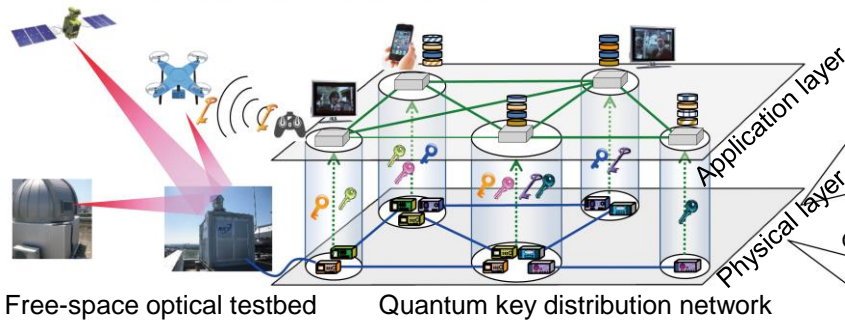 Application layer
Physical layer
Free-space optical testbed
Quantum key distribution network